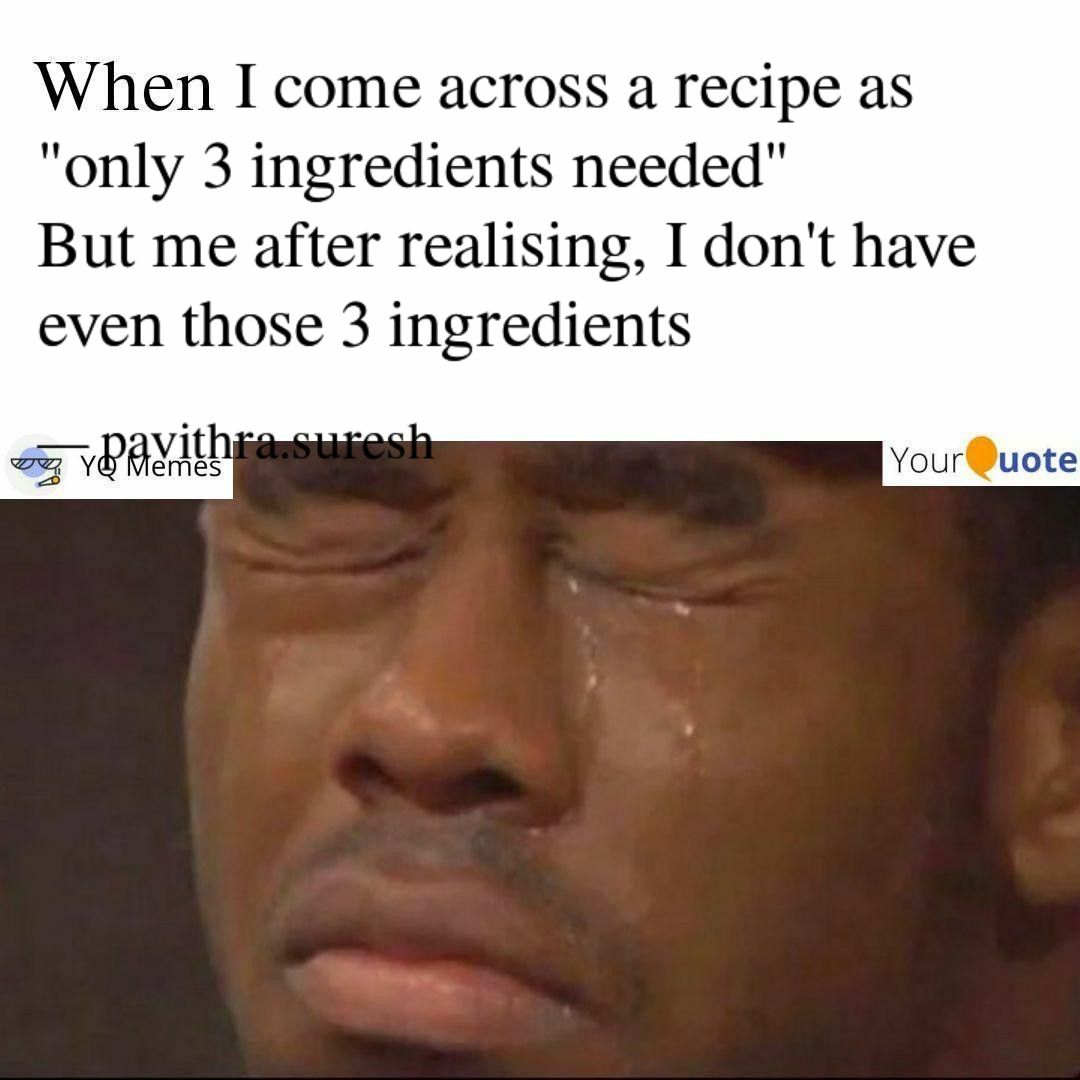 When I come across a recipe as
"only 3 ingredients needed"
But me after realising, I don't have
even those 3 ingredients
— pavithra.suresh
YQ Memes
YourQuote